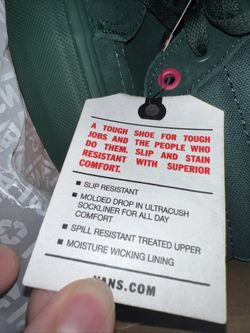 A TOUGH SHOE FOR TOUGH
JOBS AND THE PEOPLE WHO
DO THEM. SLIP AND STAIN
RESISTANT WITH SUPERIOR
COMFORT.
▪ SLIP RESISTANT
▪ MOLDED DROP IN ULTRACUSH
SOCKLINER FOR ALL DAY
COMFORT
▪ SPILL RESISTANT TREATED UPPER
▪ MOISTURE WICKING LINING
VANS.COM